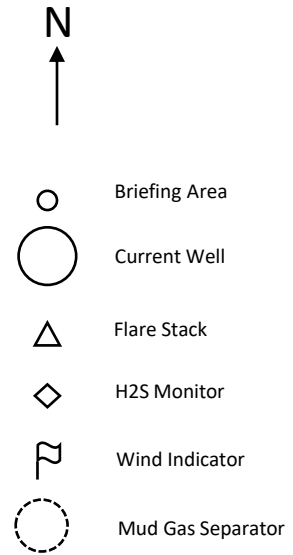 N
Briefing Area
Current Well
Flare Stack
H2S Monitor
Wind Indicator
Mud Gas Separator